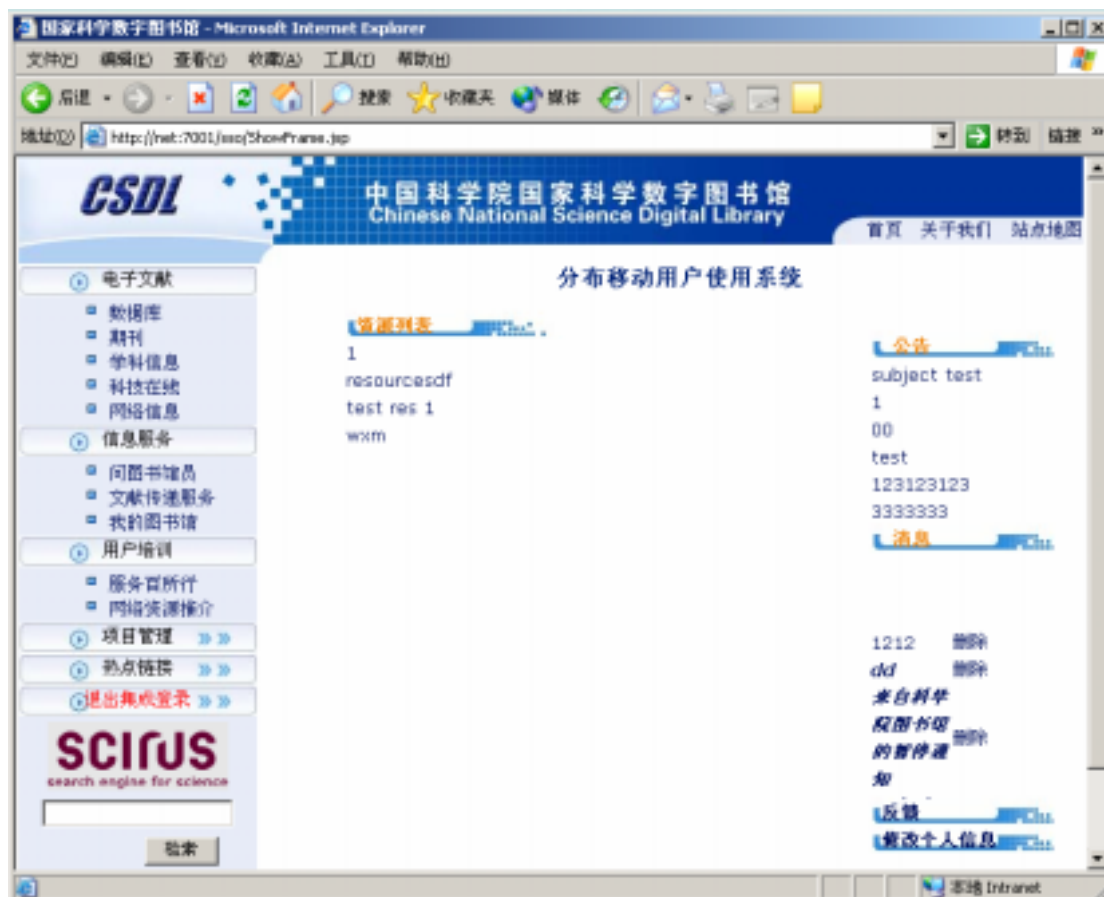 国家科学数字图书馆 - Microsoft Internet Explorer
文件(F) 编辑(E) 查看(V) 收藏(A) 工具(T) 帮助(H)
后退 搜索 收藏夹 媒体
地址(D) http://net:7001/sso/ShowFrame.jsp 转到 链接 »
CSDL
中国科学院国家科学数字图书馆
Chinese National Science Digital Library
首页 关于我们 站点地图
分布移动用户使用系统
电子文献
数据库
期刊
学科信息
科技在线
网络信息
信息服务
问图书馆员
文献传递服务
我的图书馆
用户培训
服务百所行
网络资源推介
项目管理
热点链接
退出集成登录
SCIRUS
search engine for science
检索
资源列表
1
resourcesdf
test res 1
wxm
公告
subject test
1
00
test
123123123
3333333
消息
1212 删除
dd 删除
来自科学
院图书馆
的暂停通
知
删除
反馈
修改个人信息
本地 Intranet